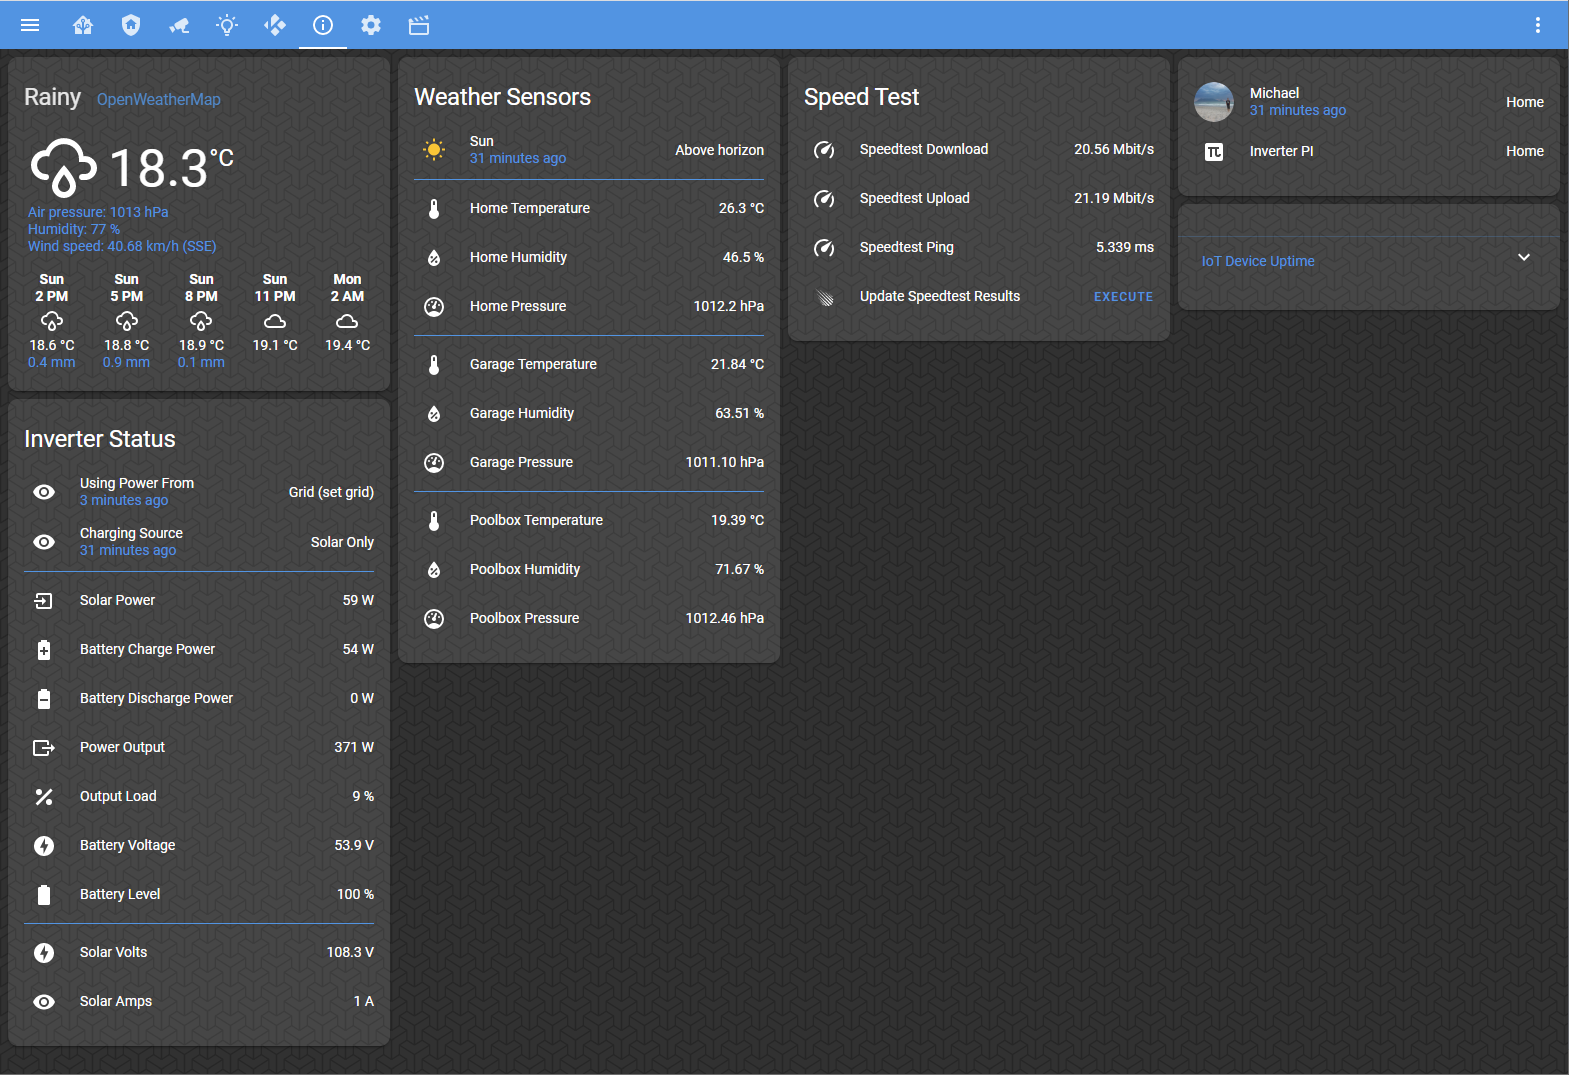 Rainy OpenWeatherMap
18.3 °C
Air pressure: 1013 hPa
Humidity: 77 %
Wind speed: 40.68 km/h (SSE)
Sun Sun Sun Sun Mon
2 PM 5 PM 8 PM 11 PM 2 AM
18.6 °C 18.8 °C 18.9 °C 19.1 °C 19.4 °C
0.4 mm 0.9 mm 0.1 mm
Inverter Status
Using Power From
3 minutes ago
Grid (set grid)
Charging Source
31 minutes ago
Solar Only
Solar Power 59 W
Battery Charge Power 54 W
Battery Discharge Power 0 W
Power Output 371 W
Output Load 9 %
Battery Voltage 53.9 V
Battery Level 100 %
Solar Volts 108.3 V
Solar Amps 1 A
Weather Sensors
Sun
31 minutes ago
Above horizon
Home Temperature 26.3 °C
Home Humidity 46.5 %
Home Pressure 1012.2 hPa
Garage Temperature 21.84 °C
Garage Humidity 63.51 %
Garage Pressure 1011.10 hPa
Poolbox Temperature 19.39 °C
Poolbox Humidity 71.67 %
Poolbox Pressure 1012.46 hPa
Speed Test
Speedtest Download 20.56 Mbit/s
Speedtest Upload 21.19 Mbit/s
Speedtest Ping 5.339 ms
Update Speedtest Results EXECUTE
Michael
31 minutes ago
Home
Inverter PI Home
IoT Device Uptime